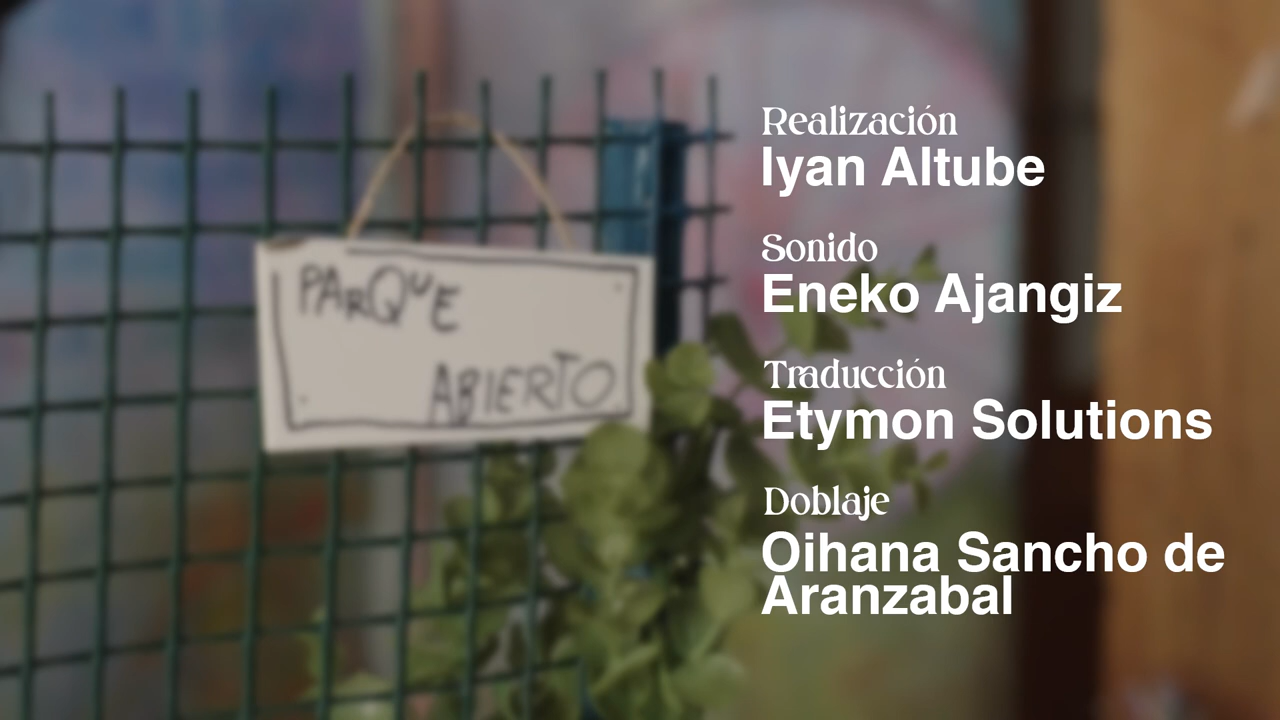 PARQUE
ABIERTO
Realización
Iyan Altube
Sonido
Eneko Ajangiz
Traducción
Etymon Solutions
Doblaje
Oihana Sancho de
Aranzabal